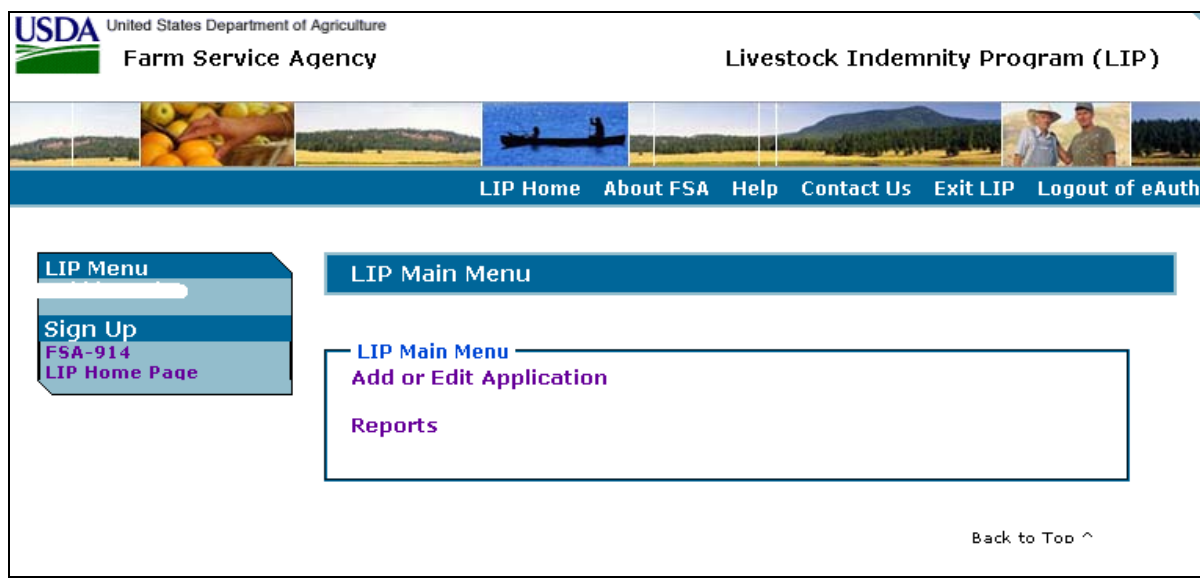 USDA United States Department of Agriculture
Farm Service Agency
Livestock Indemnity Program (LIP)
LIP Home About FSA Help Contact Us Exit LIP Logout of eAuth
LIP Menu
Sign Up
FSA-914
LIP Home Page
LIP Main Menu
LIP Main Menu
Add or Edit Application
Reports
Back to Top ^